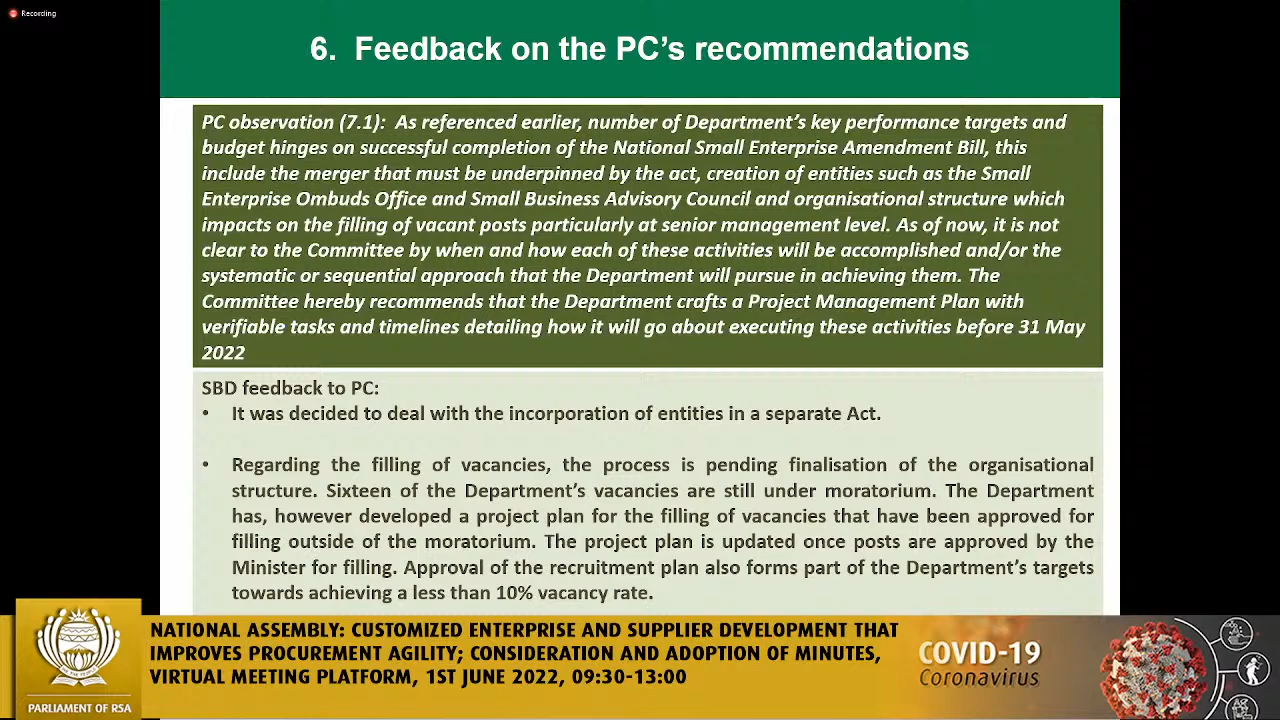 Recording
6. Feedback on the PC's recommendations
PC observation (7.1): As referenced earlier, number of Department's key performance targets and
budget hinges on successful completion of the National Small Enterprise Amendment Bill, this
include the merger that must be underpinned by the act, creation of entities such as the Small
Enterprise Ombuds Office and Small Business Advisory Council and organisational structure which
impacts on the filling of vacant posts particularly at senior management level. As of now, it is not
clear to the Committee by when and how each of these activities will be accomplished and/or the
systematic or sequential approach that the Department will pursue in achieving them. The
Committee hereby recommends that the Department crafts a Project Management Plan with
verifiable tasks and timelines detailing how it will go about executing these activities before 31 May
2022
SBD feedback to PC:
• It was decided to deal with the incorporation of entities in a separate Act.
• Regarding the filling of vacancies, the process is pending finalisation of the organisational
structure. Sixteen of the Department's vacancies are still under moratorium. The Department
has, however developed a project plan for the filling of vacancies that have been approved for
filling outside of the moratorium. The project plan is updated once posts are approved by the
Minister for filling. Approval of the recruitment plan also forms part of the Department's targets
towards achieving a less than 10% vacancy rate.
NATIONAL ASSEMBLY: CUSTOMIZED ENTERPRISE AND SUPPLIER DEVELOPMENT THAT
IMPROVES PROCUREMENT AGILITY; CONSIDERATION AND ADOPTION OF MINUTES,
VIRTUAL MEETING PLATFORM, 1ST JUNE 2022, 09:30-13:00
PARLIAMENT OF RSA
COVID-19
Coronavirus